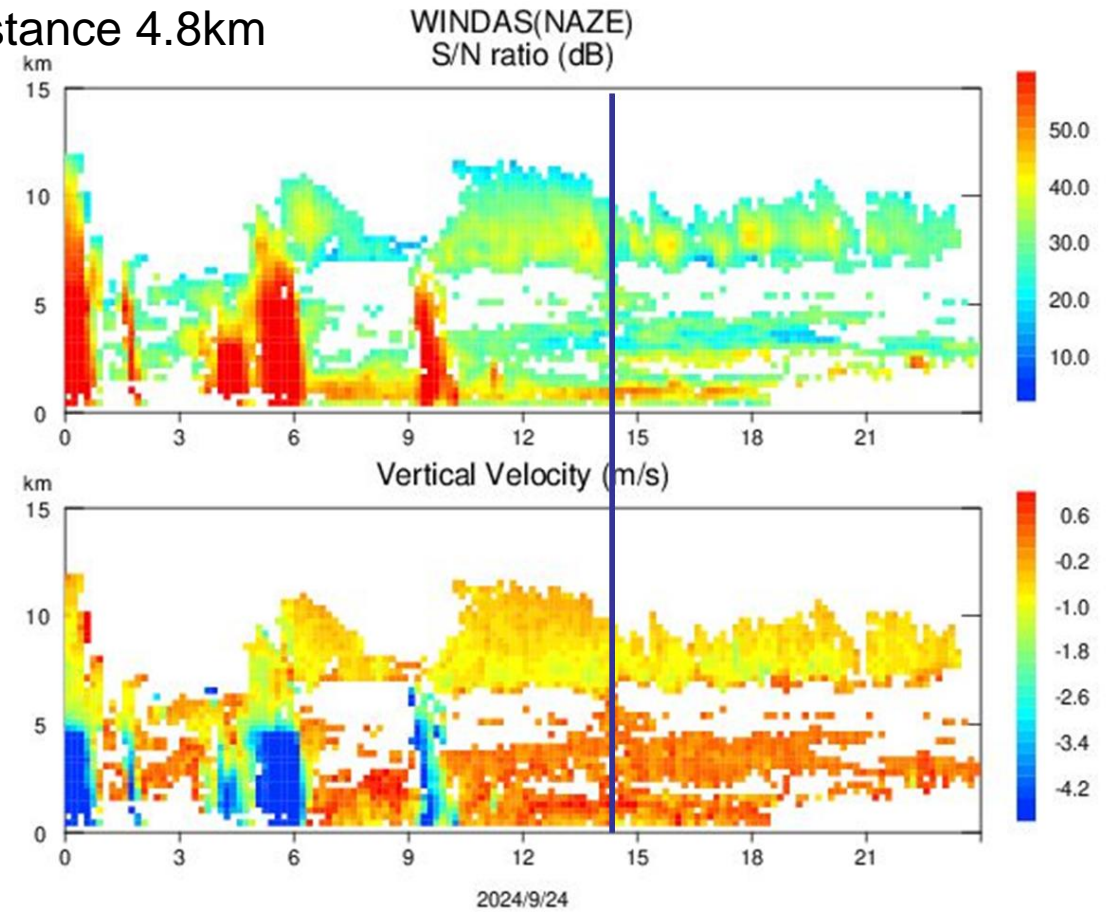 stance 4.8km
WINDAS(NAZE)
S/N ratio (dB)
km
15
10
5
0
0 3 6 9 12 15 18 21
50.0
40.0
30.0
20.0
10.0
Vertical Velocity (m/s)
km
15
10
5
0
0 3 6 9 12 15 18 21
0.6
-0.2
-1.0
-1.8
-2.6
-3.4
-4.2
2024/9/24